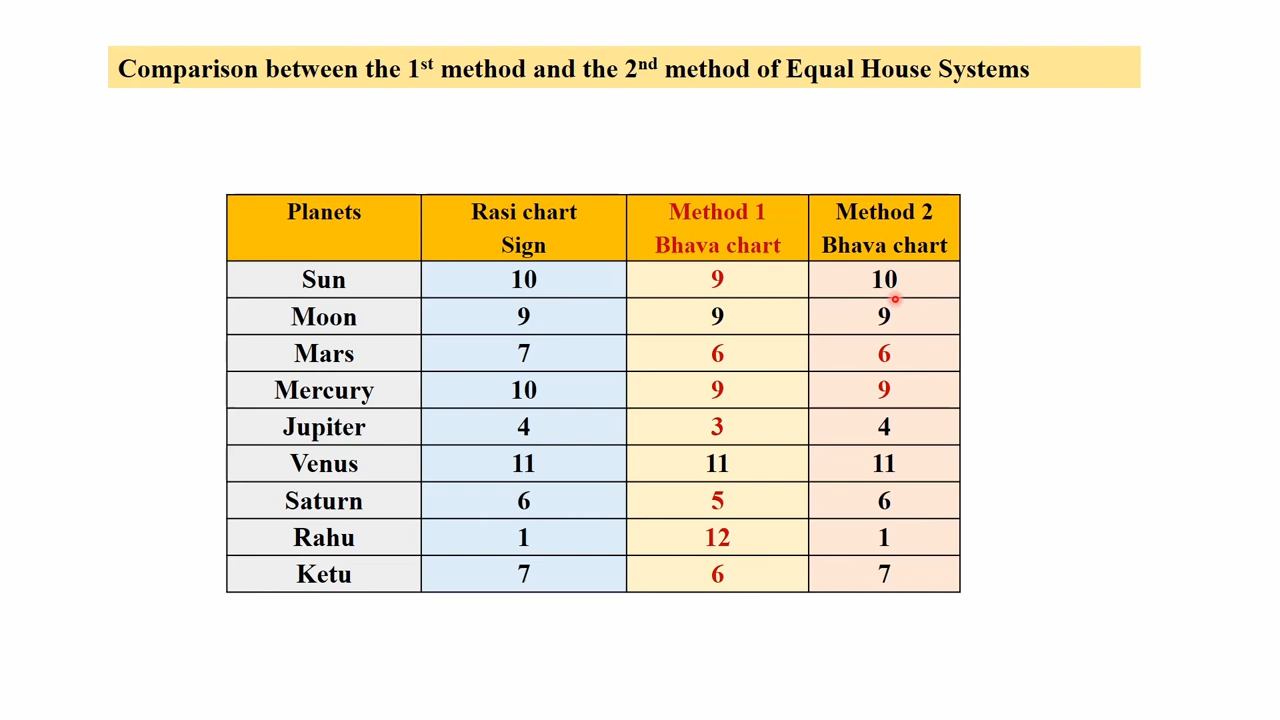 Comparison between the 1st method and the 2nd method of Equal House Systems
Planets Rasi chart Sign Method 1 Bhava chart Method 2 Bhava chart
Sun 10 9 10
Moon 9 9 9
Mars 7 6 6
Mercury 10 9 9
Jupiter 4 3 4
Venus 11 11 11
Saturn 6 5 6
Rahu 1 12 1
Ketu 7 6 7